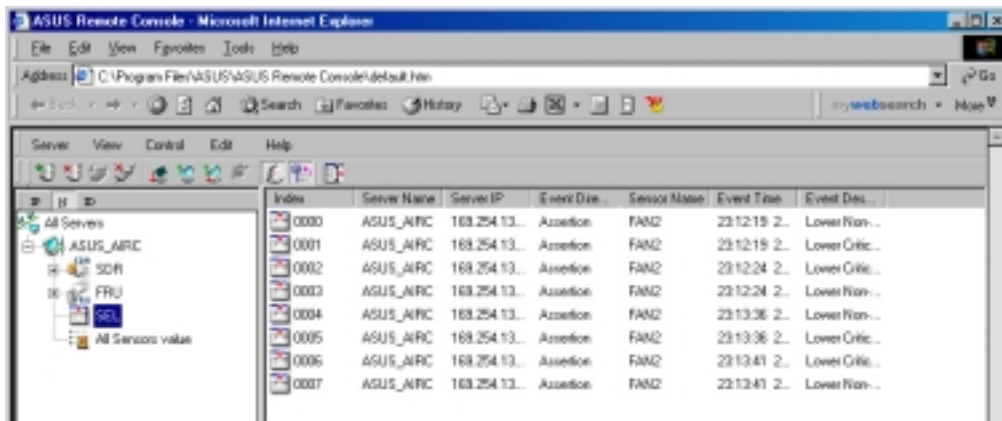 ASUS Remote Console - Microsoft Internet Explorer
File Edit View Favorites Tools Help
Address C:\Program Files\ASUS\ASUS Remote Console\default.htm Go
Back Search Favorites History mywebsearch More
Server View Control Edit Help
Index Server Name Server IP Event Dire... Sensor Name Event Time Event Des...
All Servers
ASUS_AIRC
SDR
FRU
SEL
All Sensors value
0000 ASUS_AIRC 169.254.13... Assertion FAN2 23:12:19 2... Lower Non-...
0001 ASUS_AIRC 169.254.13... Assertion FAN2 23:12:19 2... Lower Critic...
0002 ASUS_AIRC 169.254.13... Assertion FAN2 23:12:24 2... Lower Critic...
0003 ASUS_AIRC 169.254.13... Assertion FAN2 23:12:24 2... Lower Non-...
0004 ASUS_AIRC 169.254.13... Assertion FAN2 23:13:36 2... Lower Non-...
0005 ASUS_AIRC 169.254.13... Assertion FAN2 23:13:36 2... Lower Critic...
0006 ASUS_AIRC 169.254.13... Assertion FAN2 23:13:41 2... Lower Critic...
0007 ASUS_AIRC 169.254.13... Assertion FAN2 23:13:41 2... Lower Non-...